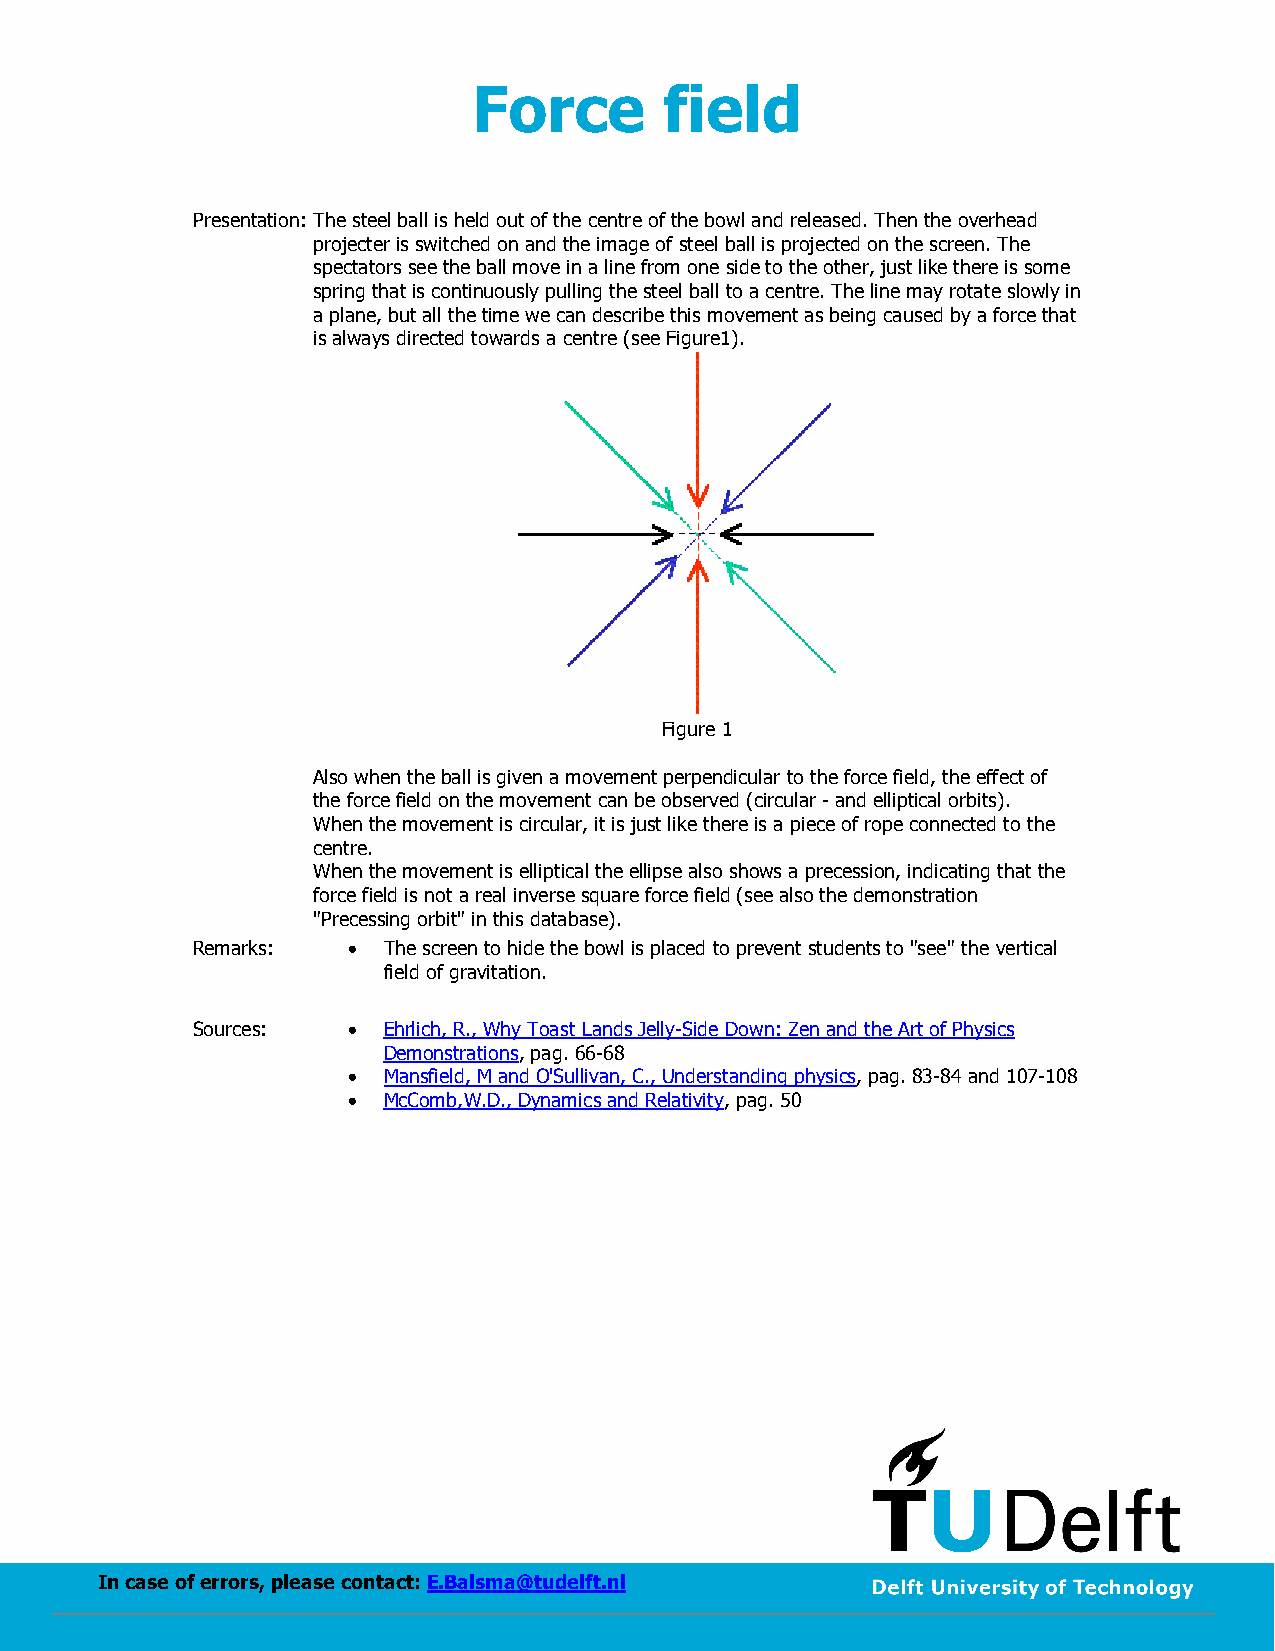 Force field
Presentation: The steel ball is held out of the centre of the bowl and released. Then the overhead
projecter is switched on and the image of steel ball is projected on the screen. The
spectators see the ball move in a line from one side to the other, just like there is some
spring that is continuously pulling the steel ball to a centre. The line may rotate slowly in
a plane, but all the time we can describe this movement as being caused by a force that
is always directed towards a centre (see Figure1).
Figure 1
Also when the ball is given a movement perpendicular to the force field, the effect of
the force field on the movement can be observed (circular - and elliptical orbits).
When the movement is circular, it is just like there is a piece of rope connected to the
centre.
When the movement is elliptical the ellipse also shows a precession, indicating that the
force field is not a real inverse square force field (see also the demonstration
"Precessing orbit" in this database).
Remarks: • The screen to hide the bowl is placed to prevent students to "see" the vertical
field of gravitation.
Sources: • Ehrlich, R., Why Toast Lands Jelly-Side Down: Zen and the Art of Physics
Demonstrations, pag. 66-68
• Mansfield, M and O'Sullivan, C., Understanding physics, pag. 83-84 and 107-108
• McComb,W.D., Dynamics and Relativity, pag. 50
TUDelft
In case of errors, please contact: E.Balsma@tudelft.nl
Delft University of Technology